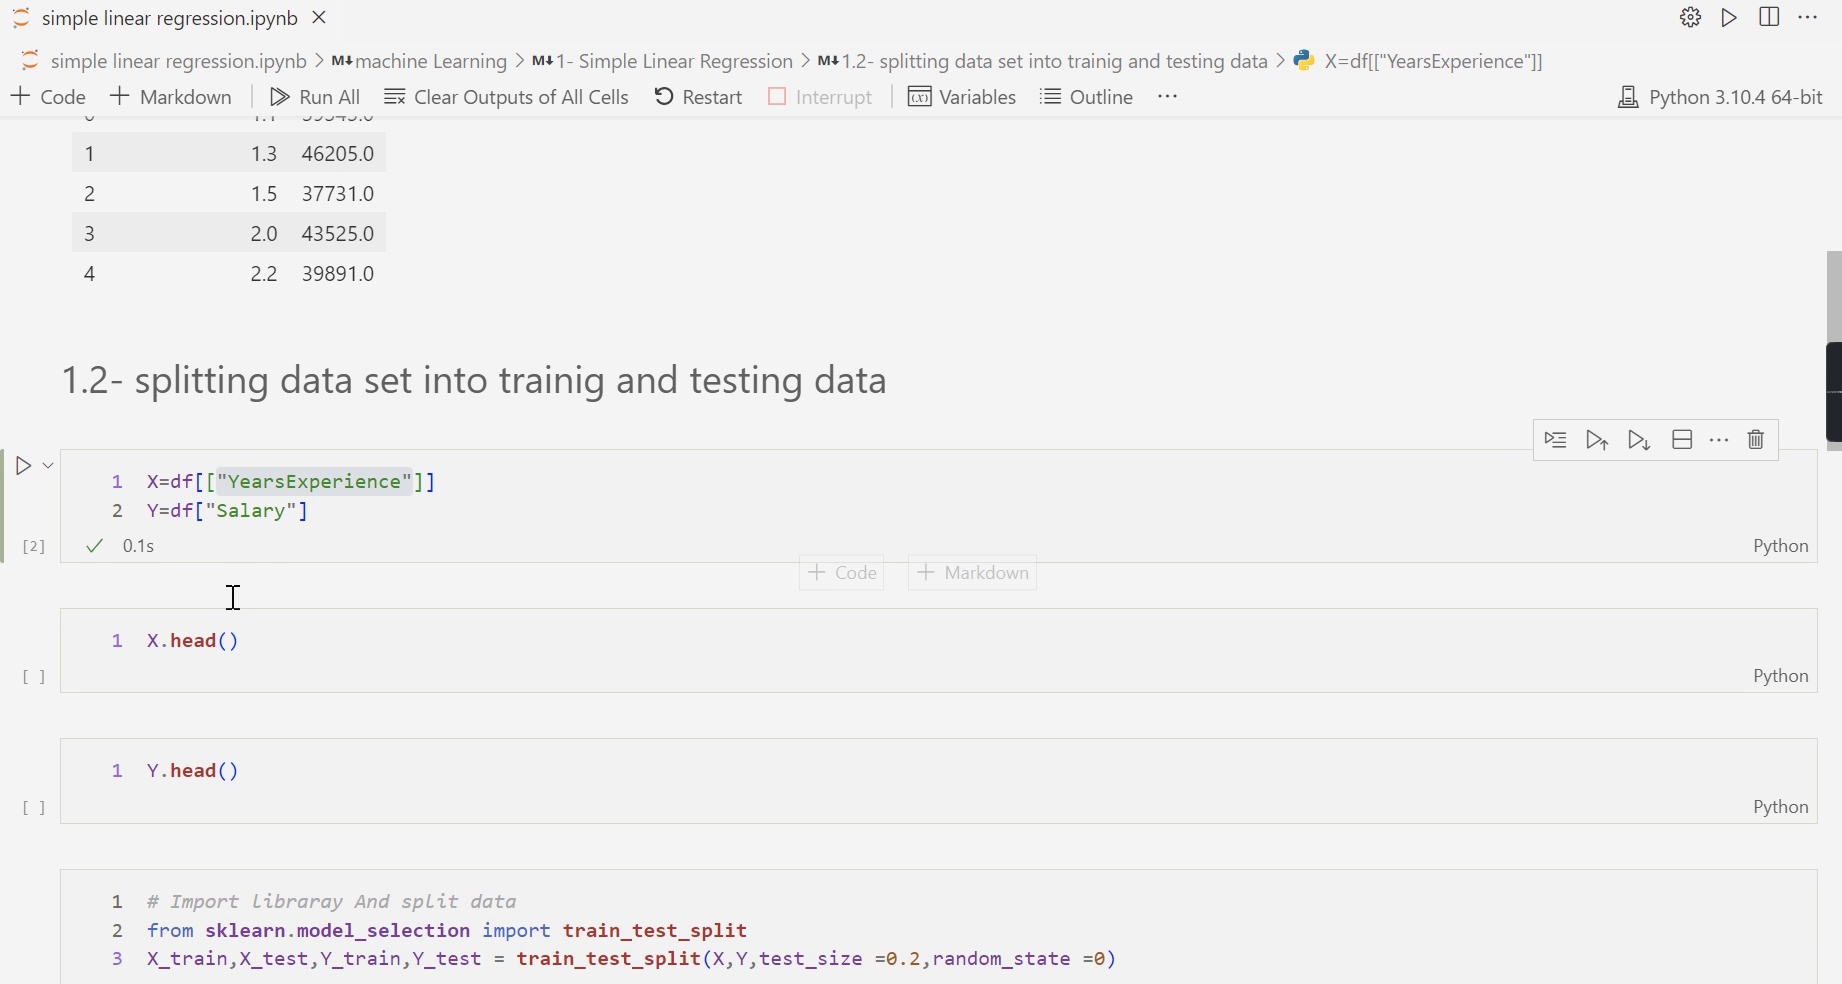 simple linear regression.ipynb
simple linear regression.ipynb > M↓ machine Learning > M↓ 1- Simple Linear Regression > M↓ 1.2- splitting data set into trainig and testing data > X=df[["YearsExperience"]]
+ Code + Markdown | Run All Clear Outputs of All Cells Restart Interrupt | Variables Outline ... Python 3.10.4 64-bit
1 1.3 46205.0
2 1.5 37731.0
3 2.0 43525.0
4 2.2 39891.0
1.2- splitting data set into trainig and testing data
1 X=df[["YearsExperience"]]
2 Y=df["Salary"]
[2] ✓ 0.1s Python
+ Code + Markdown
1 X.head()
[ ] Python
1 Y.head()
[ ] Python
1 # Import libraray And split data
2 from sklearn.model_selection import train_test_split
3 X_train,X_test,Y_train,Y_test = train_test_split(X,Y,test_size =0.2,random_state =0)